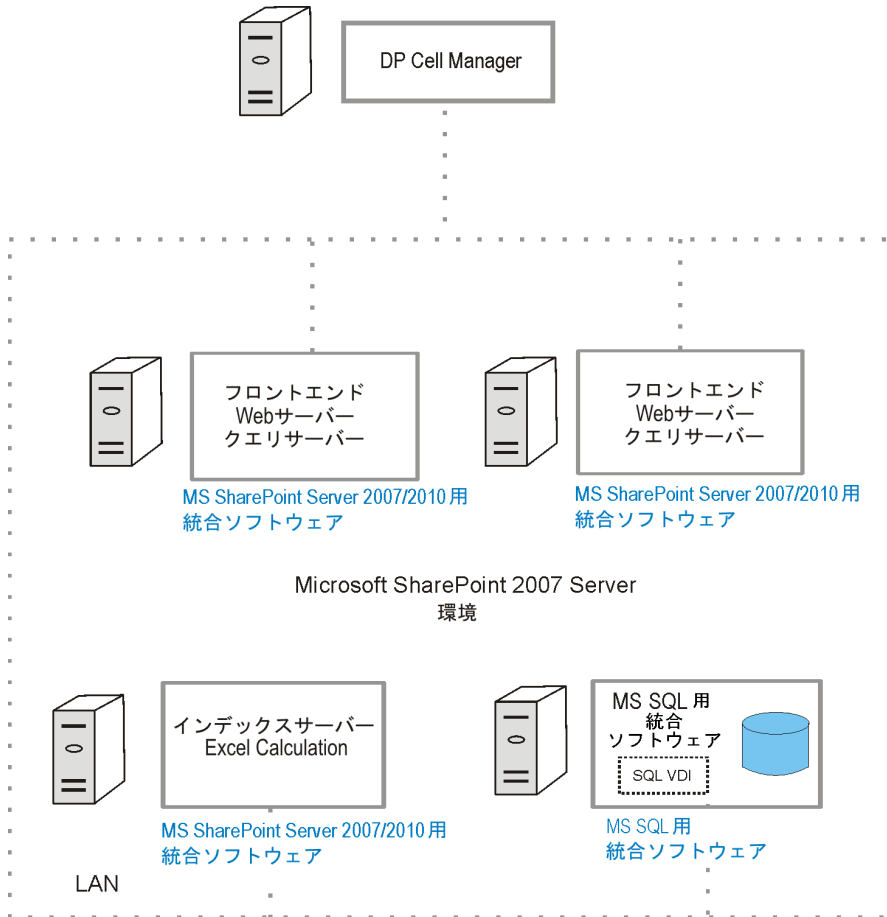 DP Cell Manager
フロントエンド
Webサーバー
クエリサーバー
MS SharePoint Server 2007/2010 用
統合ソフトウェア
フロントエンド
Webサーバー
クエリサーバー
MS SharePoint Server 2007/2010 用
統合ソフトウェア
Microsoft SharePoint 2007 Server
環境
インデックスサーバー
Excel Calculation
MS SharePoint Server 2007/2010 用
統合ソフトウェア
MS SQL 用
統合
ソフトウェア
SQL VDI
MS SQL 用
統合ソフトウェア
LAN